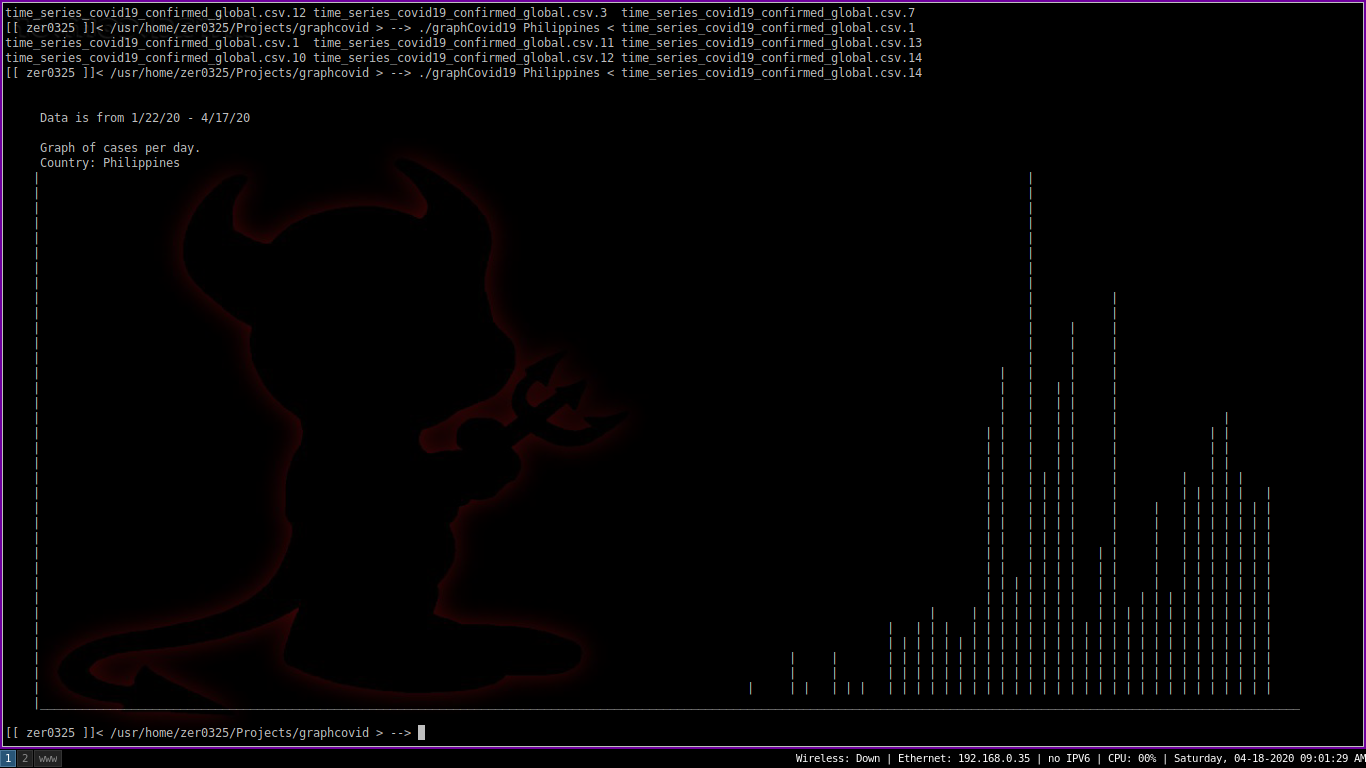 time_series_covid19_confirmed_global.csv.12 time_series_covid19_confirmed_global.csv.3  time_series_covid19_confirmed_global.csv.7
[[ zer0325 ]]< /usr/home/zer0325/Projects/graphcovid > --> ./graphCovid19 Philippines < time_series_covid19_confirmed_global.csv.1
time_series_covid19_confirmed_global.csv.1  time_series_covid19_confirmed_global.csv.11 time_series_covid19_confirmed_global.csv.13
time_series_covid19_confirmed_global.csv.10 time_series_covid19_confirmed_global.csv.12 time_series_covid19_confirmed_global.csv.14
[[ zer0325 ]]< /usr/home/zer0325/Projects/graphcovid > --> ./graphCovid19 Philippines < time_series_covid19_confirmed_global.csv.14
Data is from 1/22/20 - 4/17/20
Graph of cases per day.
Country: Philippines
[[ zer0325 ]]< /usr/home/zer0325/Projects/graphcovid > -->
1 2 www Wireless: Down | Ethernet: 192.168.0.35 | no IPV6 | CPU: 00% | Saturday, 04-18-2020 09:01:29 AM